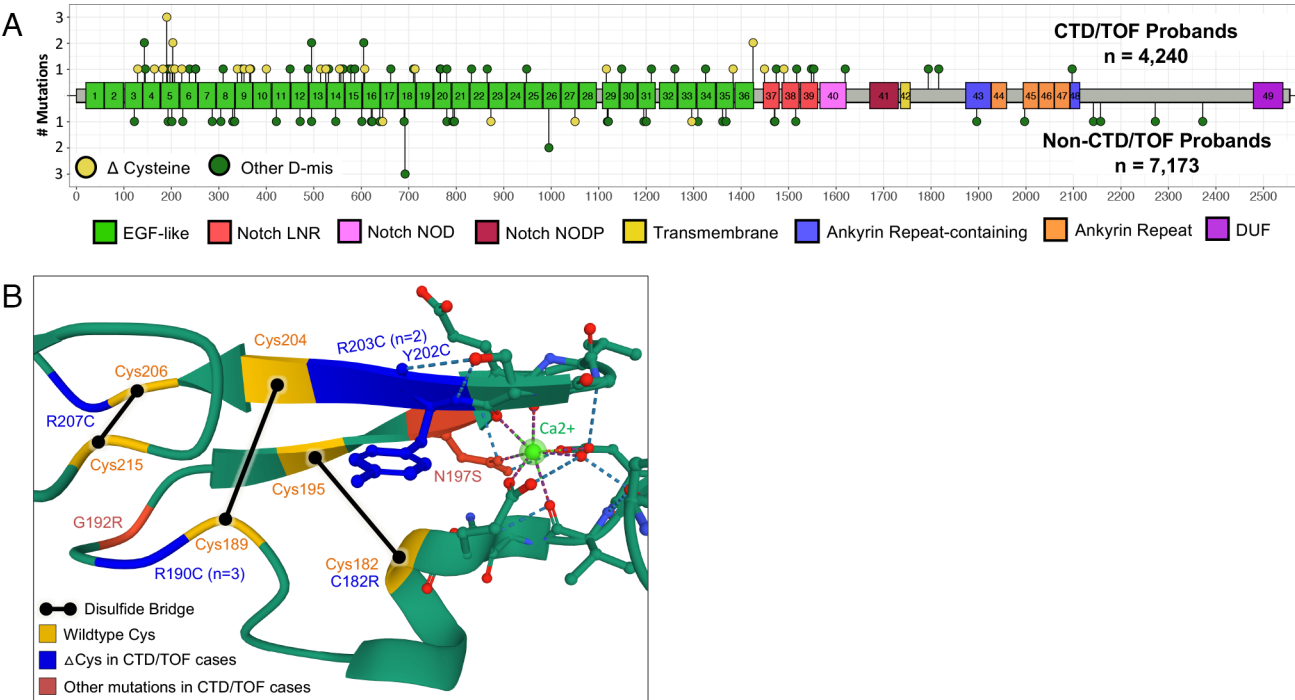 A
# Mutations
3
2
1
1
2
3
CTD/TOF Probands
n = 4,240
1 2 3 4 5 6 7 8 9 10 11 12 13 14 15 16 17 18 19 20 21 22 23 24 25 26 27 28 29 30 31 32 33 34 35 36 37 38 39 40 41 42 43 44 45 46 47 48 49
Non-CTD/TOF Probands
n = 7,173
Δ Cysteine Other D-mis
0 100 200 300 400 500 600 700 800 900 1000 1100 1200 1300 1400 1500 1600 1700 1800 1900 2000 2100 2200 2300 2400 2500
EGF-like Notch LNR Notch NOD Notch NODP Transmembrane Ankyrin Repeat-containing Ankyrin Repeat DUF
B
Cys204
R203C (n=2)
Y202C
Cys206
R207C
Ca2+
Cys215
N197S
Cys195
G192R
Cys189
R190C (n=3)
Cys182
C182R
Disulfide Bridge
Wildtype Cys
ΔCys in CTD/TOF cases
Other mutations in CTD/TOF cases